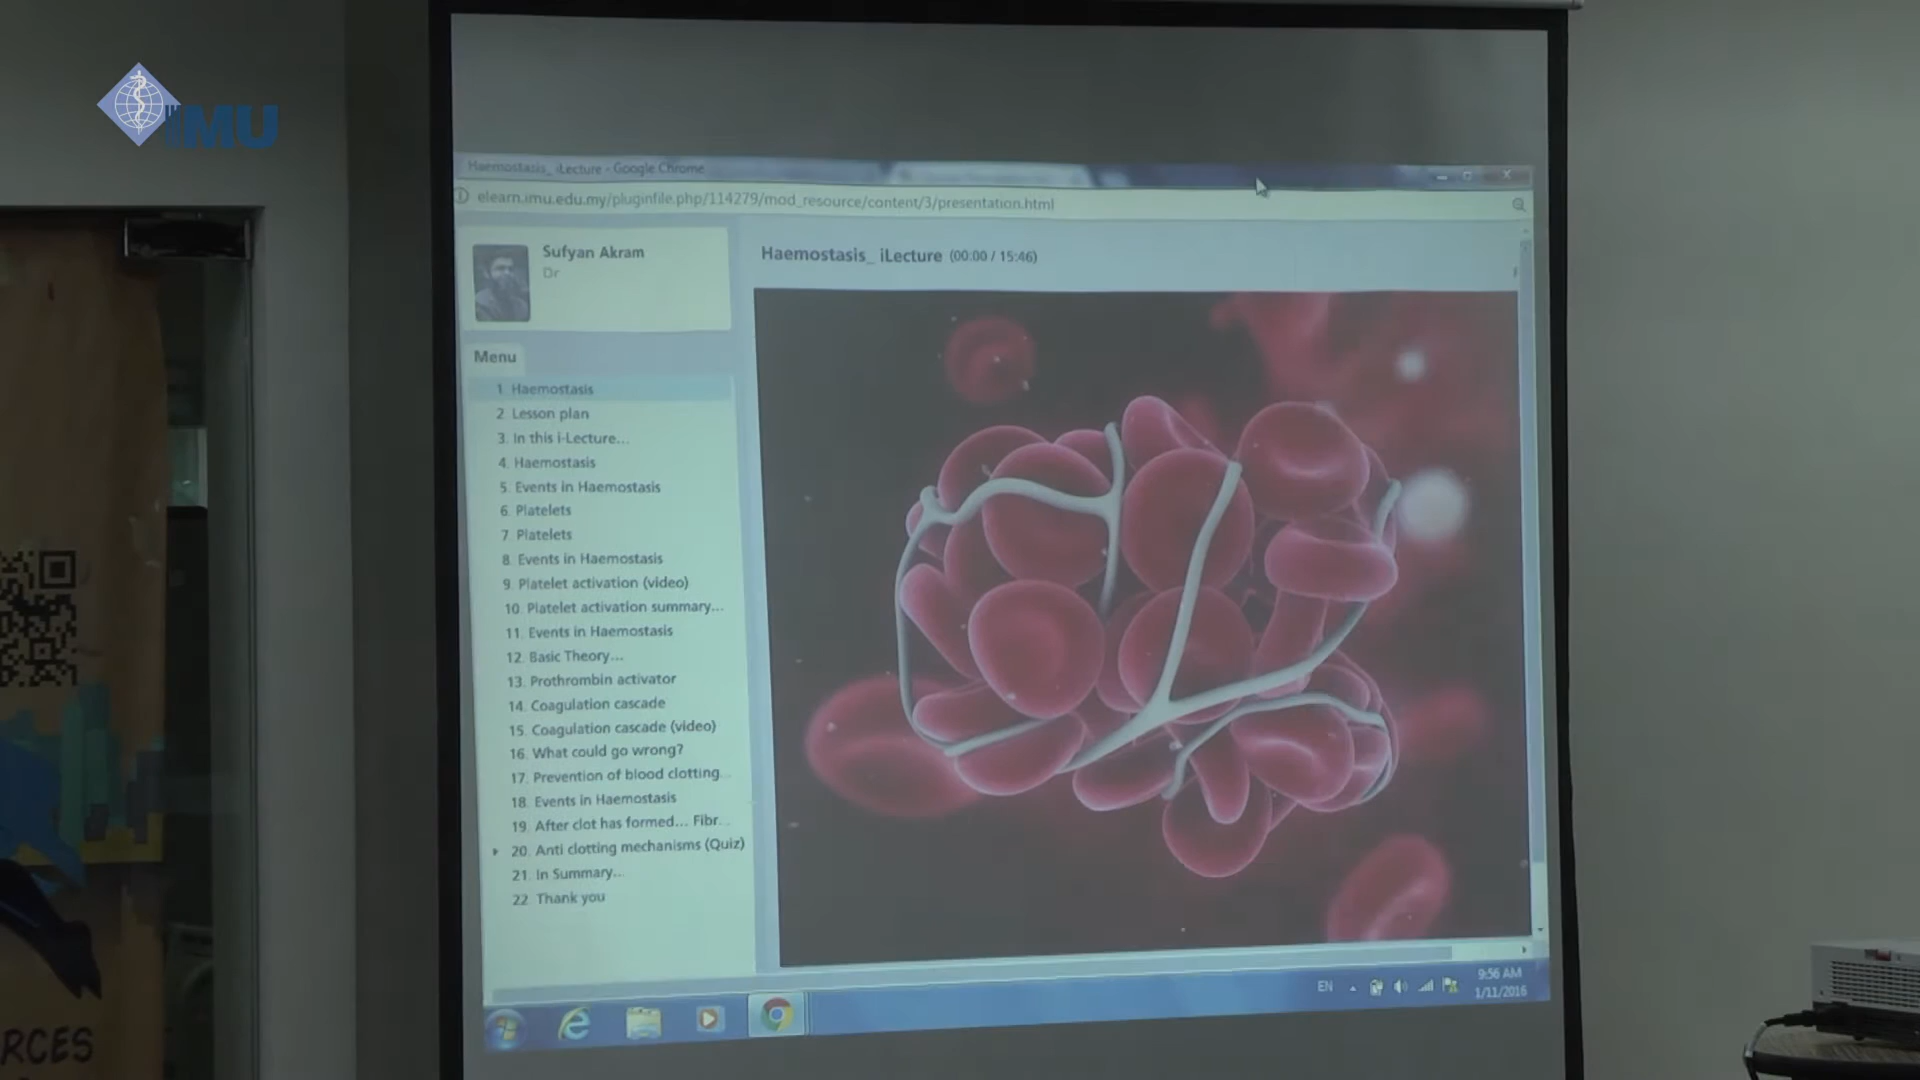 IMU
Haemostasis_ iLecture - Google Chrome
elearn.imu.edu.my/pluginfile.php/114279/mod_resource/content/3/presentation.html
Sufyan Akram
Dr
Haemostasis_ iLecture (00:00 / 15:46)
Menu
1. Haemostasis
2. Lesson plan
3. In this i-Lecture...
4. Haemostasis
5. Events in Haemostasis
6. Platelets
7. Platelets
8. Events in Haemostasis
9. Platelet activation (video)
10. Platelet activation summary...
11. Events in Haemostasis
12. Basic Theory...
13. Prothrombin activator
14. Coagulation cascade
15. Coagulation cascade (video)
16. What could go wrong?
17. Prevention of blood clotting...
18. Events in Haemostasis
19. After clot has formed... Fibr...
20. Anti clotting mechanisms (Quiz)
21. In Summary...
22. Thank you
EN
9:56 AM
1/11/2016
RCES